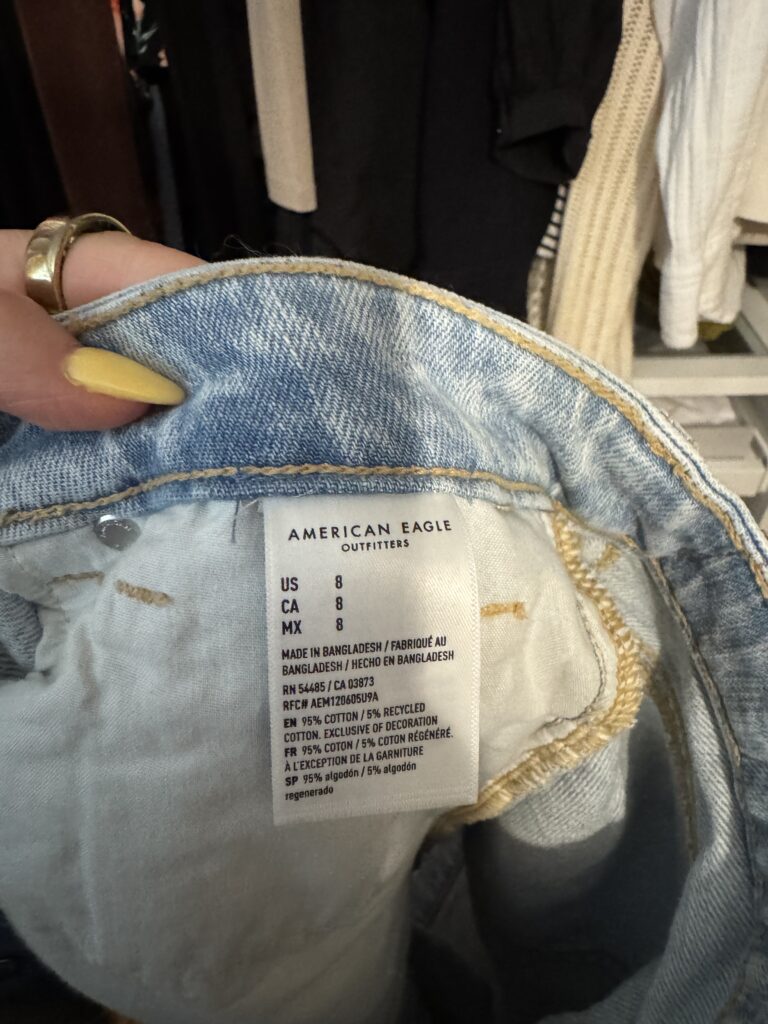 AMERICAN EAGLE
OUTFITTERS
US 8
CA 8
MX 8
MADE IN BANGLADESH / FABRIQUÉ AU
BANGLADESH / HECHO EN BANGLADESH
RN 54485 / CA 03873
RFC# AEM120605U9A
EN 95% COTTON / 5% RECYCLED
COTTON. EXCLUSIVE OF DECORATION
FR 95% COTON / 5% COTON RÉGÉNÉRÉ.
À L'EXCEPTION DE LA GARNITURE
SP 95% algodón / 5% algodón
regenerado